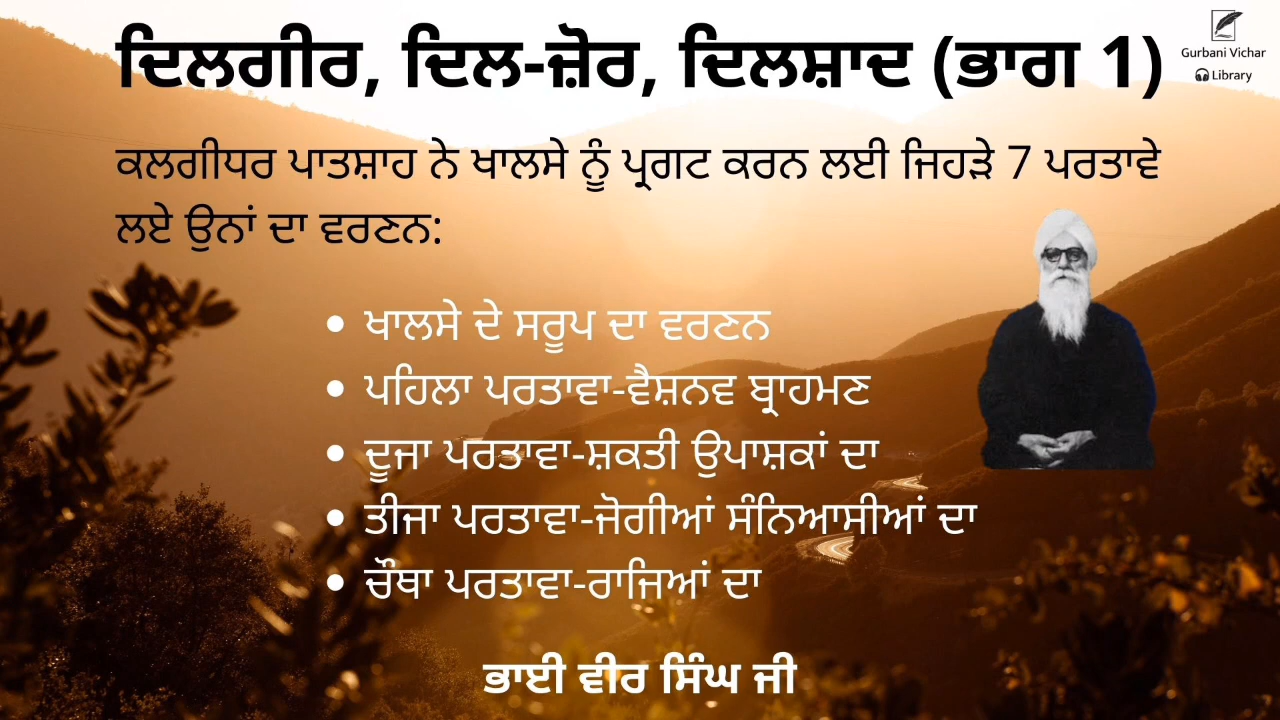 ਦਿਲਗੀਰ, ਦਿਲ-ਜ਼ੋਰ, ਦਿਲਸ਼ਾਦ (ਭਾਗ 1)
Gurbani Vichar
Library
ਕਲਗੀਧਰ ਪਾਤਸ਼ਾਹ ਨੇ ਖਾਲਸੇ ਨੂੰ ਪ੍ਰਗਟ ਕਰਨ ਲਈ ਜਿਹੜੇ 7 ਪਰਤਾਵੇ
ਲਏ ਉਨਾਂ ਦਾ ਵਰਣਨ:
• ਖਾਲਸੇ ਦੇ ਸਰੂਪ ਦਾ ਵਰਣਨ
• ਪਹਿਲਾ ਪਰਤਾਵਾ-ਵੈਸ਼ਨਵ ਬ੍ਰਾਹਮਣ
• ਦੂਜਾ ਪਰਤਾਵਾ-ਸ਼ਕਤੀ ਉਪਾਸ਼ਕਾਂ ਦਾ
• ਤੀਜਾ ਪਰਤਾਵਾ-ਜੋਗੀਆਂ ਸੰਨਿਆਸੀਆਂ ਦਾ
• ਚੌਥਾ ਪਰਤਾਵਾ-ਰਾਜਿਆਂ ਦਾ
ਭਾਈ ਵੀਰ ਸਿੰਘ ਜੀ